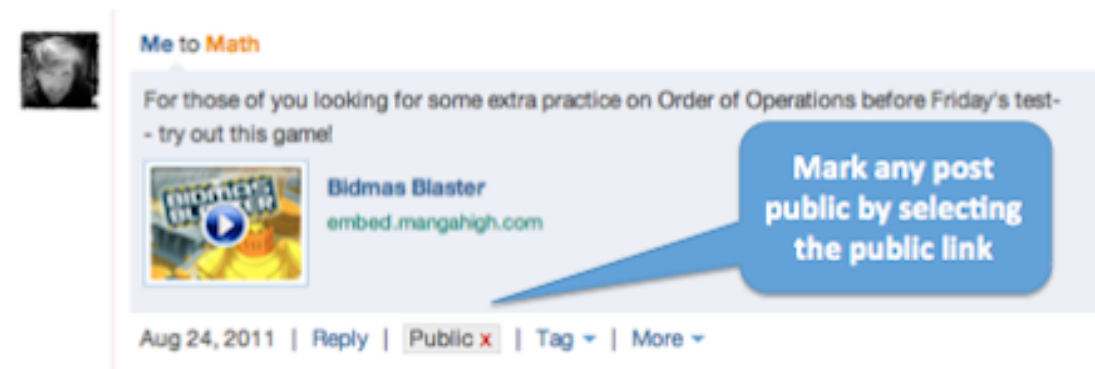 Me to Math
For those of you looking for some extra practice on Order of Operations before Friday's test-
- try out this game!
BIDMAS
BLASTER
Bidmas Blaster
embed.mangahigh.com
Mark any post
public by selecting
the public link
Aug 24, 2011 | Reply | Public x | Tag | More